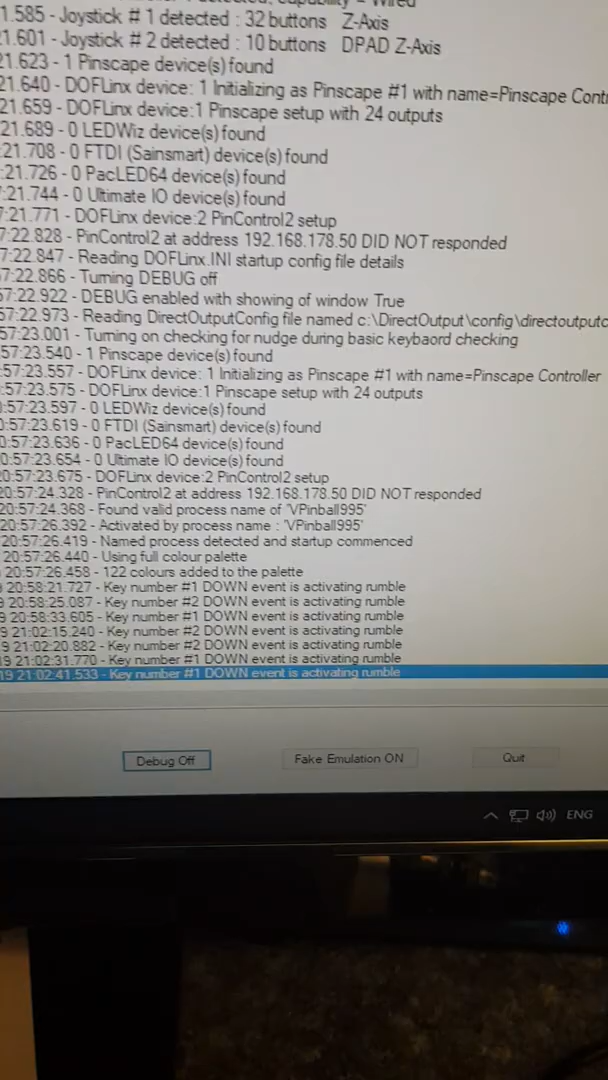 capability = Wired
1.585 - Joystick # 1 detected : 32 buttons Z-Axis
1.601 - Joystick # 2 detected : 10 buttons DPAD Z-Axis
21.623 - 1 Pinscape device(s) found
21.640 - DOFLinx device: 1 Initializing as Pinscape #1 with name=Pinscape Contr
21.659 - DOFLinx device:1 Pinscape setup with 24 outputs
:21.689 - 0 LEDWiz device(s) found
:21.708 - 0 FTDI (Sainsmart) device(s) found
:21.726 - 0 PacLED64 device(s) found
:21.744 - 0 Ultimate IO device(s) found
7:21.771 - DOFLinx device:2 PinControl2 setup
7:22.828 - PinControl2 at address 192.168.178.50 DID NOT responded
7:22.847 - Reading DOFLinx.INI startup config file details
57:22.866 - Turning DEBUG off
57:22.922 - DEBUG enabled with showing of window True
57:22.973 - Reading DirectOutputConfig file named c:\DirectOutput\config\directoutputc
57:23.001 - Turning on checking for nudge during basic keybaord checking
:57:23.540 - 1 Pinscape device(s) found
:57:23.557 - DOFLinx device: 1 Initializing as Pinscape #1 with name=Pinscape Controller
:57:23.575 - DOFLinx device:1 Pinscape setup with 24 outputs
0:57:23.597 - 0 LEDWiz device(s) found
0:57:23.619 - 0 FTDI (Sainsmart) device(s) found
0:57:23.636 - 0 PacLED64 device(s) found
0:57:23.654 - 0 Ultimate IO device(s) found
20:57:23.675 - DOFLinx device:2 PinControl2 setup
20:57:24.328 - PinControl2 at address 192.168.178.50 DID NOT responded
20:57:24.368 - Found valid process name of 'VPinball995'
20:57:26.392 - Activated by process name : 'VPinball995'
20:57:26.419 - Named process detected and startup commenced
20:57:26.440 - Using full colour palette
20:57:26.458 - 122 colours added to the palette
9 20:58:21.727 - Key number #1 DOWN event is activating rumble
9 20:58:25.087 - Key number #2 DOWN event is activating rumble
9 20:58:33.605 - Key number #1 DOWN event is activating rumble
9 21:02:15.240 - Key number #2 DOWN event is activating rumble
19 21:02:20.882 - Key number #2 DOWN event is activating rumble
19 21:02:31.770 - Key number #1 DOWN event is activating rumble
19 21:02:41.533 - Key number #1 DOWN event is activating rumble
Debug Off
Fake Emulation ON
Quit
ENG